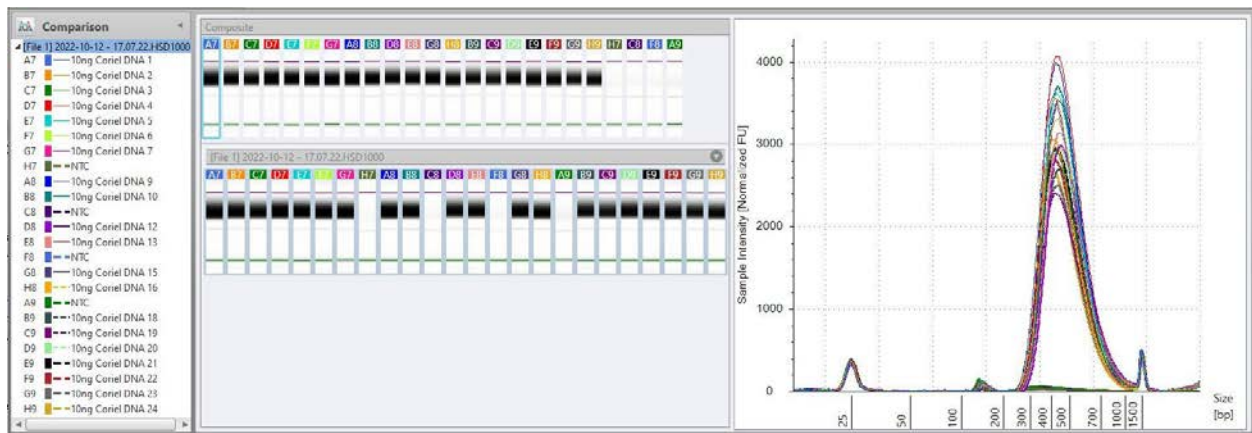 Comparison
[File 1] 2022-10-12 - 17.07.22.HSD1000
A7 10ng Coriel DNA 1
B7 10ng Coriel DNA 2
C7 10ng Coriel DNA 3
D7 10ng Coriel DNA 4
E7 10ng Coriel DNA 5
F7 10ng Coriel DNA 6
G7 10ng Coriel DNA 7
H7 NTC
A8 10ng Coriel DNA 9
B8 10ng Coriel DNA 10
C8 NTC
D8 10ng Coriel DNA 12
E8 10ng Coriel DNA 13
F8 NTC
G8 10ng Coriel DNA 15
H8 10ng Coriel DNA 16
A9 NTC
B9 10ng Coriel DNA 18
C9 10ng Coriel DNA 19
D9 10ng Coriel DNA 20
E9 10ng Coriel DNA 21
F9 10ng Coriel DNA 22
G9 10ng Coriel DNA 23
H9 10ng Coriel DNA 24
Composite
A7 B7 C7 D7 E7 F7 G7 A8 B8 D8 E8 G8 H8 B9 C9 D9 E9 F9 G9 H9 H7 C8 F8 A9
[File 1] 2022-10-12 - 17.07.22.HSD1000
A7 B7 C7 D7 E7 F7 G7 H7 A8 B8 C8 D8 E8 F8 G8 H8 A9 B9 C9 D9 E9 F9 G9 H9
Sample Intensity [Normalized FU]
4000
3000
2000
1000
0
25 50 100 200 300 400 500 700 1000 1500
Size
[bp]